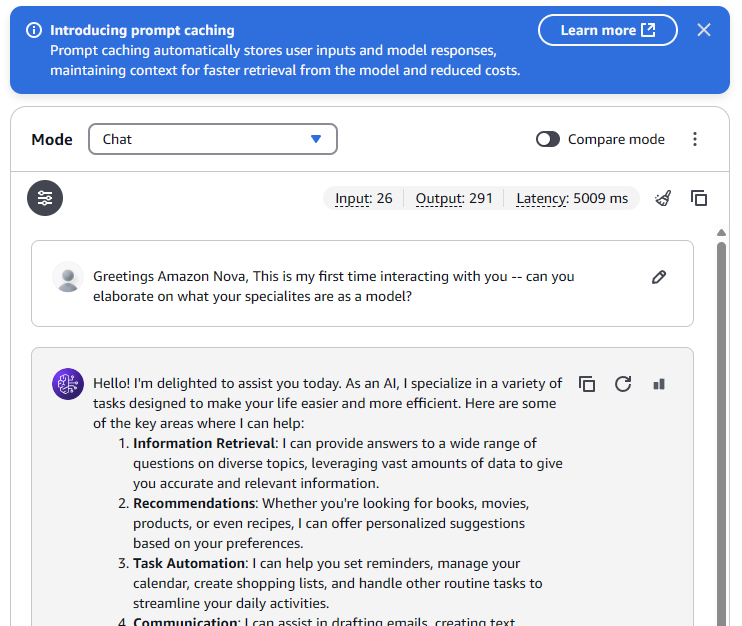 Introducing prompt caching
Learn more
Prompt caching automatically stores user inputs and model responses,
maintaining context for faster retrieval from the model and reduced costs.
Mode
Chat
Compare mode
Input: 26
Output: 291
Latency: 5009 ms
Greetings Amazon Nova, This is my first time interacting with you -- can you
elaborate on what your specialites are as a model?
Hello! I'm delighted to assist you today. As an AI, I specialize in a variety of
tasks designed to make your life easier and more efficient. Here are some
of the key areas where I can help:
1. Information Retrieval: I can provide answers to a wide range of
questions on diverse topics, leveraging vast amounts of data to give
you accurate and relevant information.
2. Recommendations: Whether you're looking for books, movies,
products, or even recipes, I can offer personalized suggestions
based on your preferences.
3. Task Automation: I can help you set reminders, manage your
calendar, create shopping lists, and handle other routine tasks to
streamline your daily activities.
4. Communication: I can assist in drafting emails, creating text